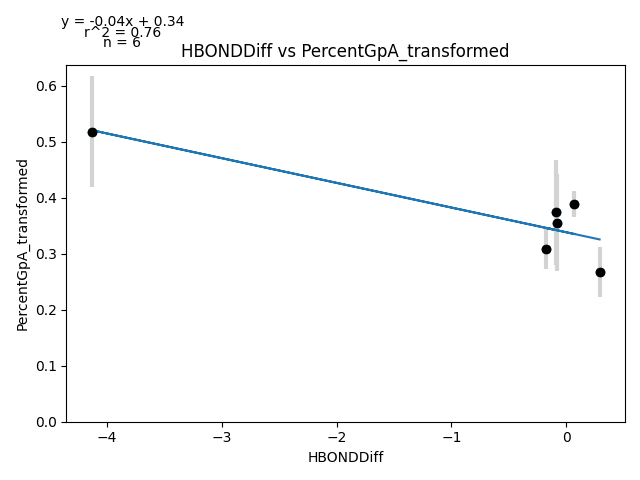 y = -0.04x + 0.34
r^2 = 0.76
n = 6
HBONDDiff vs PercentGpA_transformed
PercentGpA_transformed
0.6
0.5
0.4
0.3
0.2
0.1
0.0
−4 −3 −2 −1 0
HBONDDiff